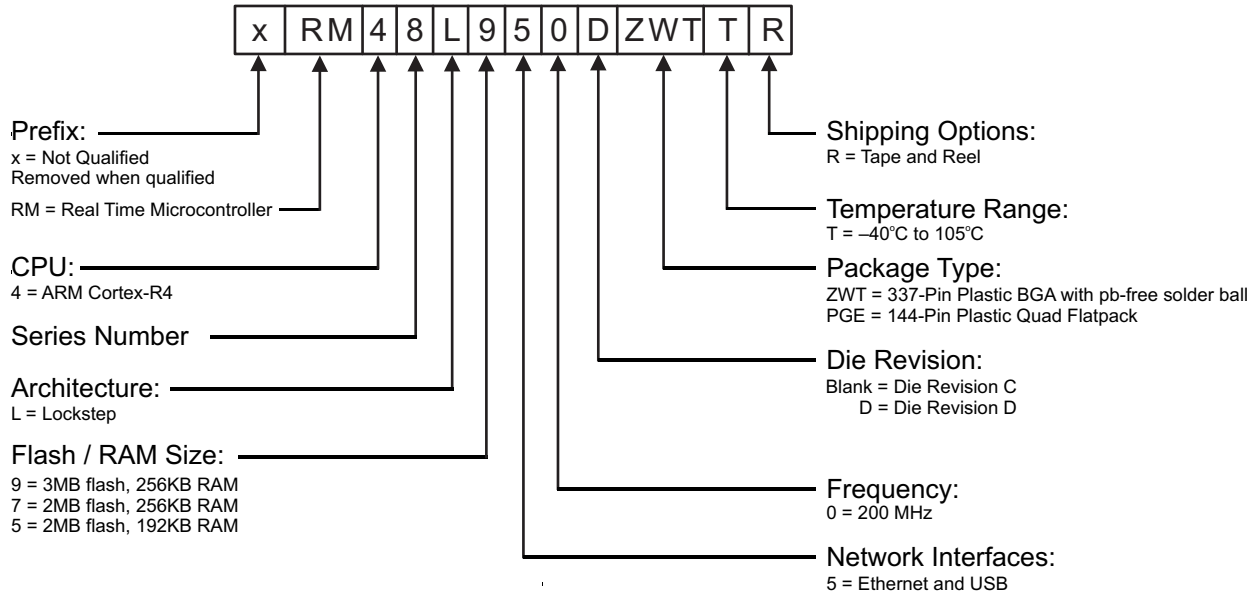 x RM 4 8 L 9 5 0 D ZWT T R
Prefix:
x = Not Qualified
Removed when qualified
RM = Real Time Microcontroller
CPU:
4 = ARM Cortex-R4
Series Number
Architecture:
L = Lockstep
Flash / RAM Size:
9 = 3MB flash, 256KB RAM
7 = 2MB flash, 256KB RAM
5 = 2MB flash, 192KB RAM
Shipping Options:
R = Tape and Reel
Temperature Range:
T = –40°C to 105°C
Package Type:
ZWT = 337-Pin Plastic BGA with pb-free solder ball
PGE = 144-Pin Plastic Quad Flatpack
Die Revision:
Blank = Die Revision C
D = Die Revision D
Frequency:
0 = 200 MHz
Network Interfaces:
5 = Ethernet and USB